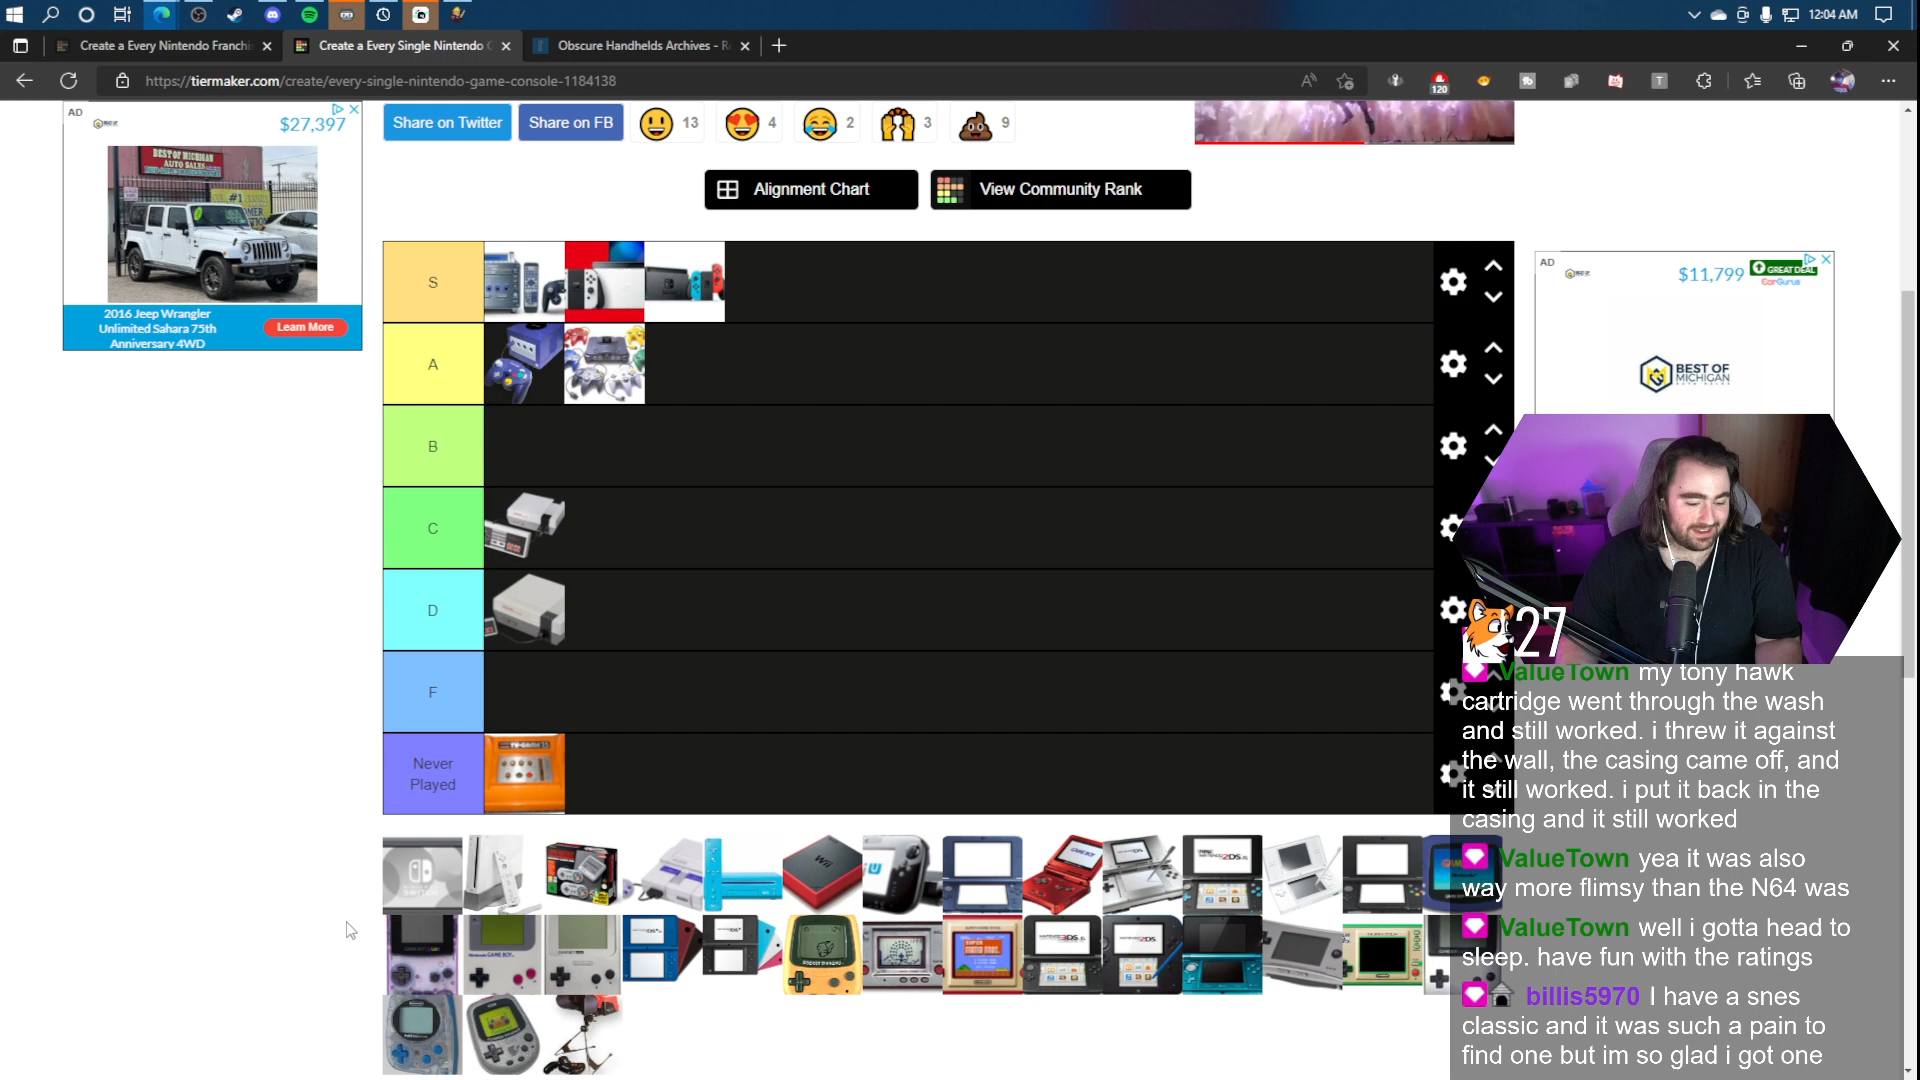 12:04 AM
Create a Every Nintendo Franchi
Create a Every Single Nintendo
Obscure Handhelds Archives - R
https://tiermaker.com/create/every-single-nintendo-game-console-1184138
120
AD
$27,397
BEST OF MICHIGAN
AUTO SALES
2016 Jeep Wrangler
Unlimited Sahara 75th
Anniversary 4WD
Learn More
Share on Twitter
Share on FB
13
4
2
3
9
Alignment Chart
View Community Rank
S
A
B
C
D
F
Never
Played
AD
$11,799
GREAT DEAL
CarGurus
BEST OF
MICHIGAN
27
ValueTown my tony hawk
cartridge went through the wash
and still worked. i threw it against
the wall, the casing came off, and
it still worked. i put it back in the
casing and it still worked
ValueTown yea it was also
way more flimsy than the N64 was
ValueTown well i gotta head to
sleep. have fun with the ratings
billis5970 I have a snes
classic and it was such a pain to
find one but im so glad i got one